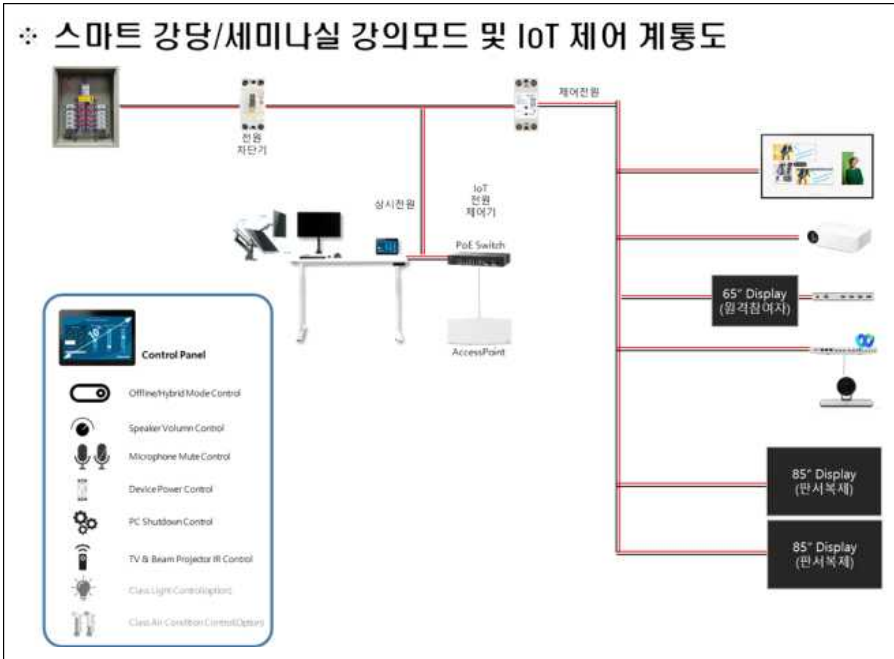 ※ 스마트 강당/세미나실 강의모드 및 IoT 제어 계통도
제어전원
전원
차단기
상시전원
IoT
전원
제어기
PoE Switch
AccessPoint
65" Display
(원격참여자)
85" Display
(판서복제)
85" Display
(판서복제)
Control Panel
Offline/Hybrid Mode Control
Speaker Volumn Control
Microphone Mute Control
Device Power Control
PC Shutdown Control
TV & Beam Projector IR Control
Class Light Control(option)
Class Air Condition Control(Option)